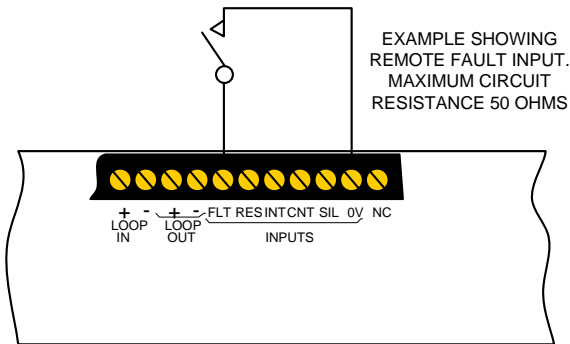 EXAMPLE SHOWING
REMOTE FAULT INPUT.
MAXIMUM CIRCUIT
RESISTANCE 50 OHMS
+ - + - FLT RES INT CNT SIL 0V NC
LOOP IN
LOOP OUT
INPUTS